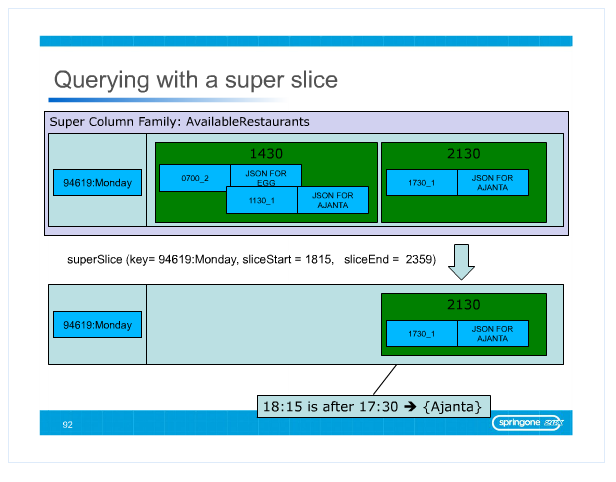 Querying with a super slice
Super Column Family: AvailableRestaurants
94619:Monday
1430
0700_2
JSON FOR
EGG
1130_1
JSON FOR
AJANTA
2130
1730_1
JSON FOR
AJANTA
superSlice (key= 94619:Monday, sliceStart = 1815,   sliceEnd =  2359)
94619:Monday
2130
1730_1
JSON FOR
AJANTA
18:15 is after 17:30 → {Ajanta}
92
springone